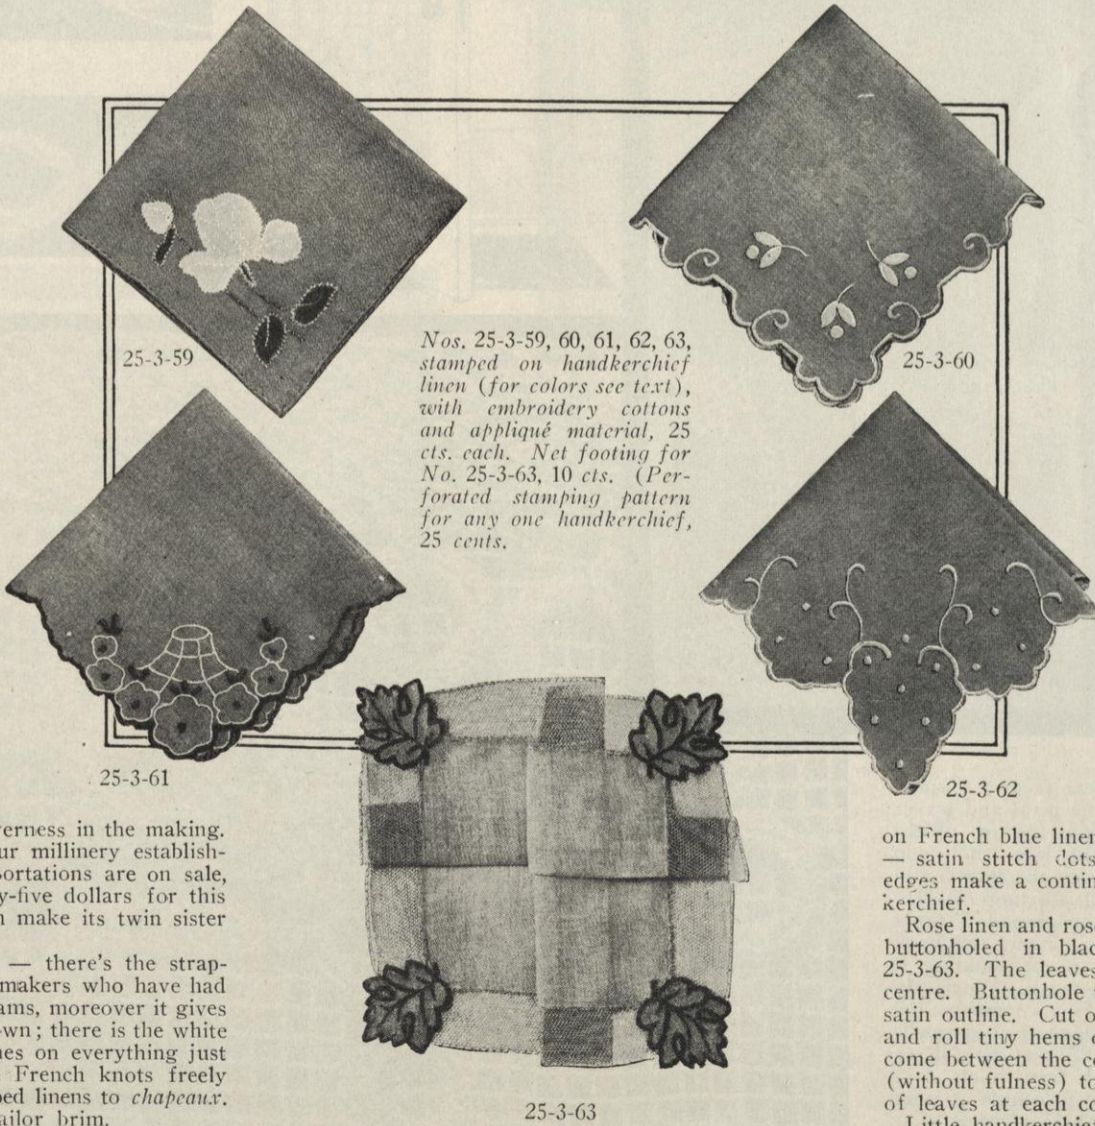 25-3-59
Nos. 25-3-59, 60, 61, 62, 63,
stamped on handkerchief
linen (for colors see text),
with embroidery cottons
and appliqué material, 25
cts. each. Net footing for
No. 25-3-63, 10 cts. (Per-
forated stamping pattern
for any one handkerchief,
25 cents.
25-3-60
25-3-61
25-3-62
verness in the making.
ur millinery establish-
portations are on sale,
y-five dollars for this
n make its twin sister
— there's the strap-
makers who have had
ams, moreover it gives
wn; there is the white
nes on everything just
French knots freely
ped linens to chapeaux.
ailor brim.
25-3-63
on French blue linen
— satin stitch dots
edges make a contin
kerchief.
Rose linen and ros
buttonholed in blac
25-3-63. The leaves
centre. Buttonhole
satin outline. Cut o
and roll tiny hems
come between the c
(without fulness) to
of leaves at each co
Little handkerchie